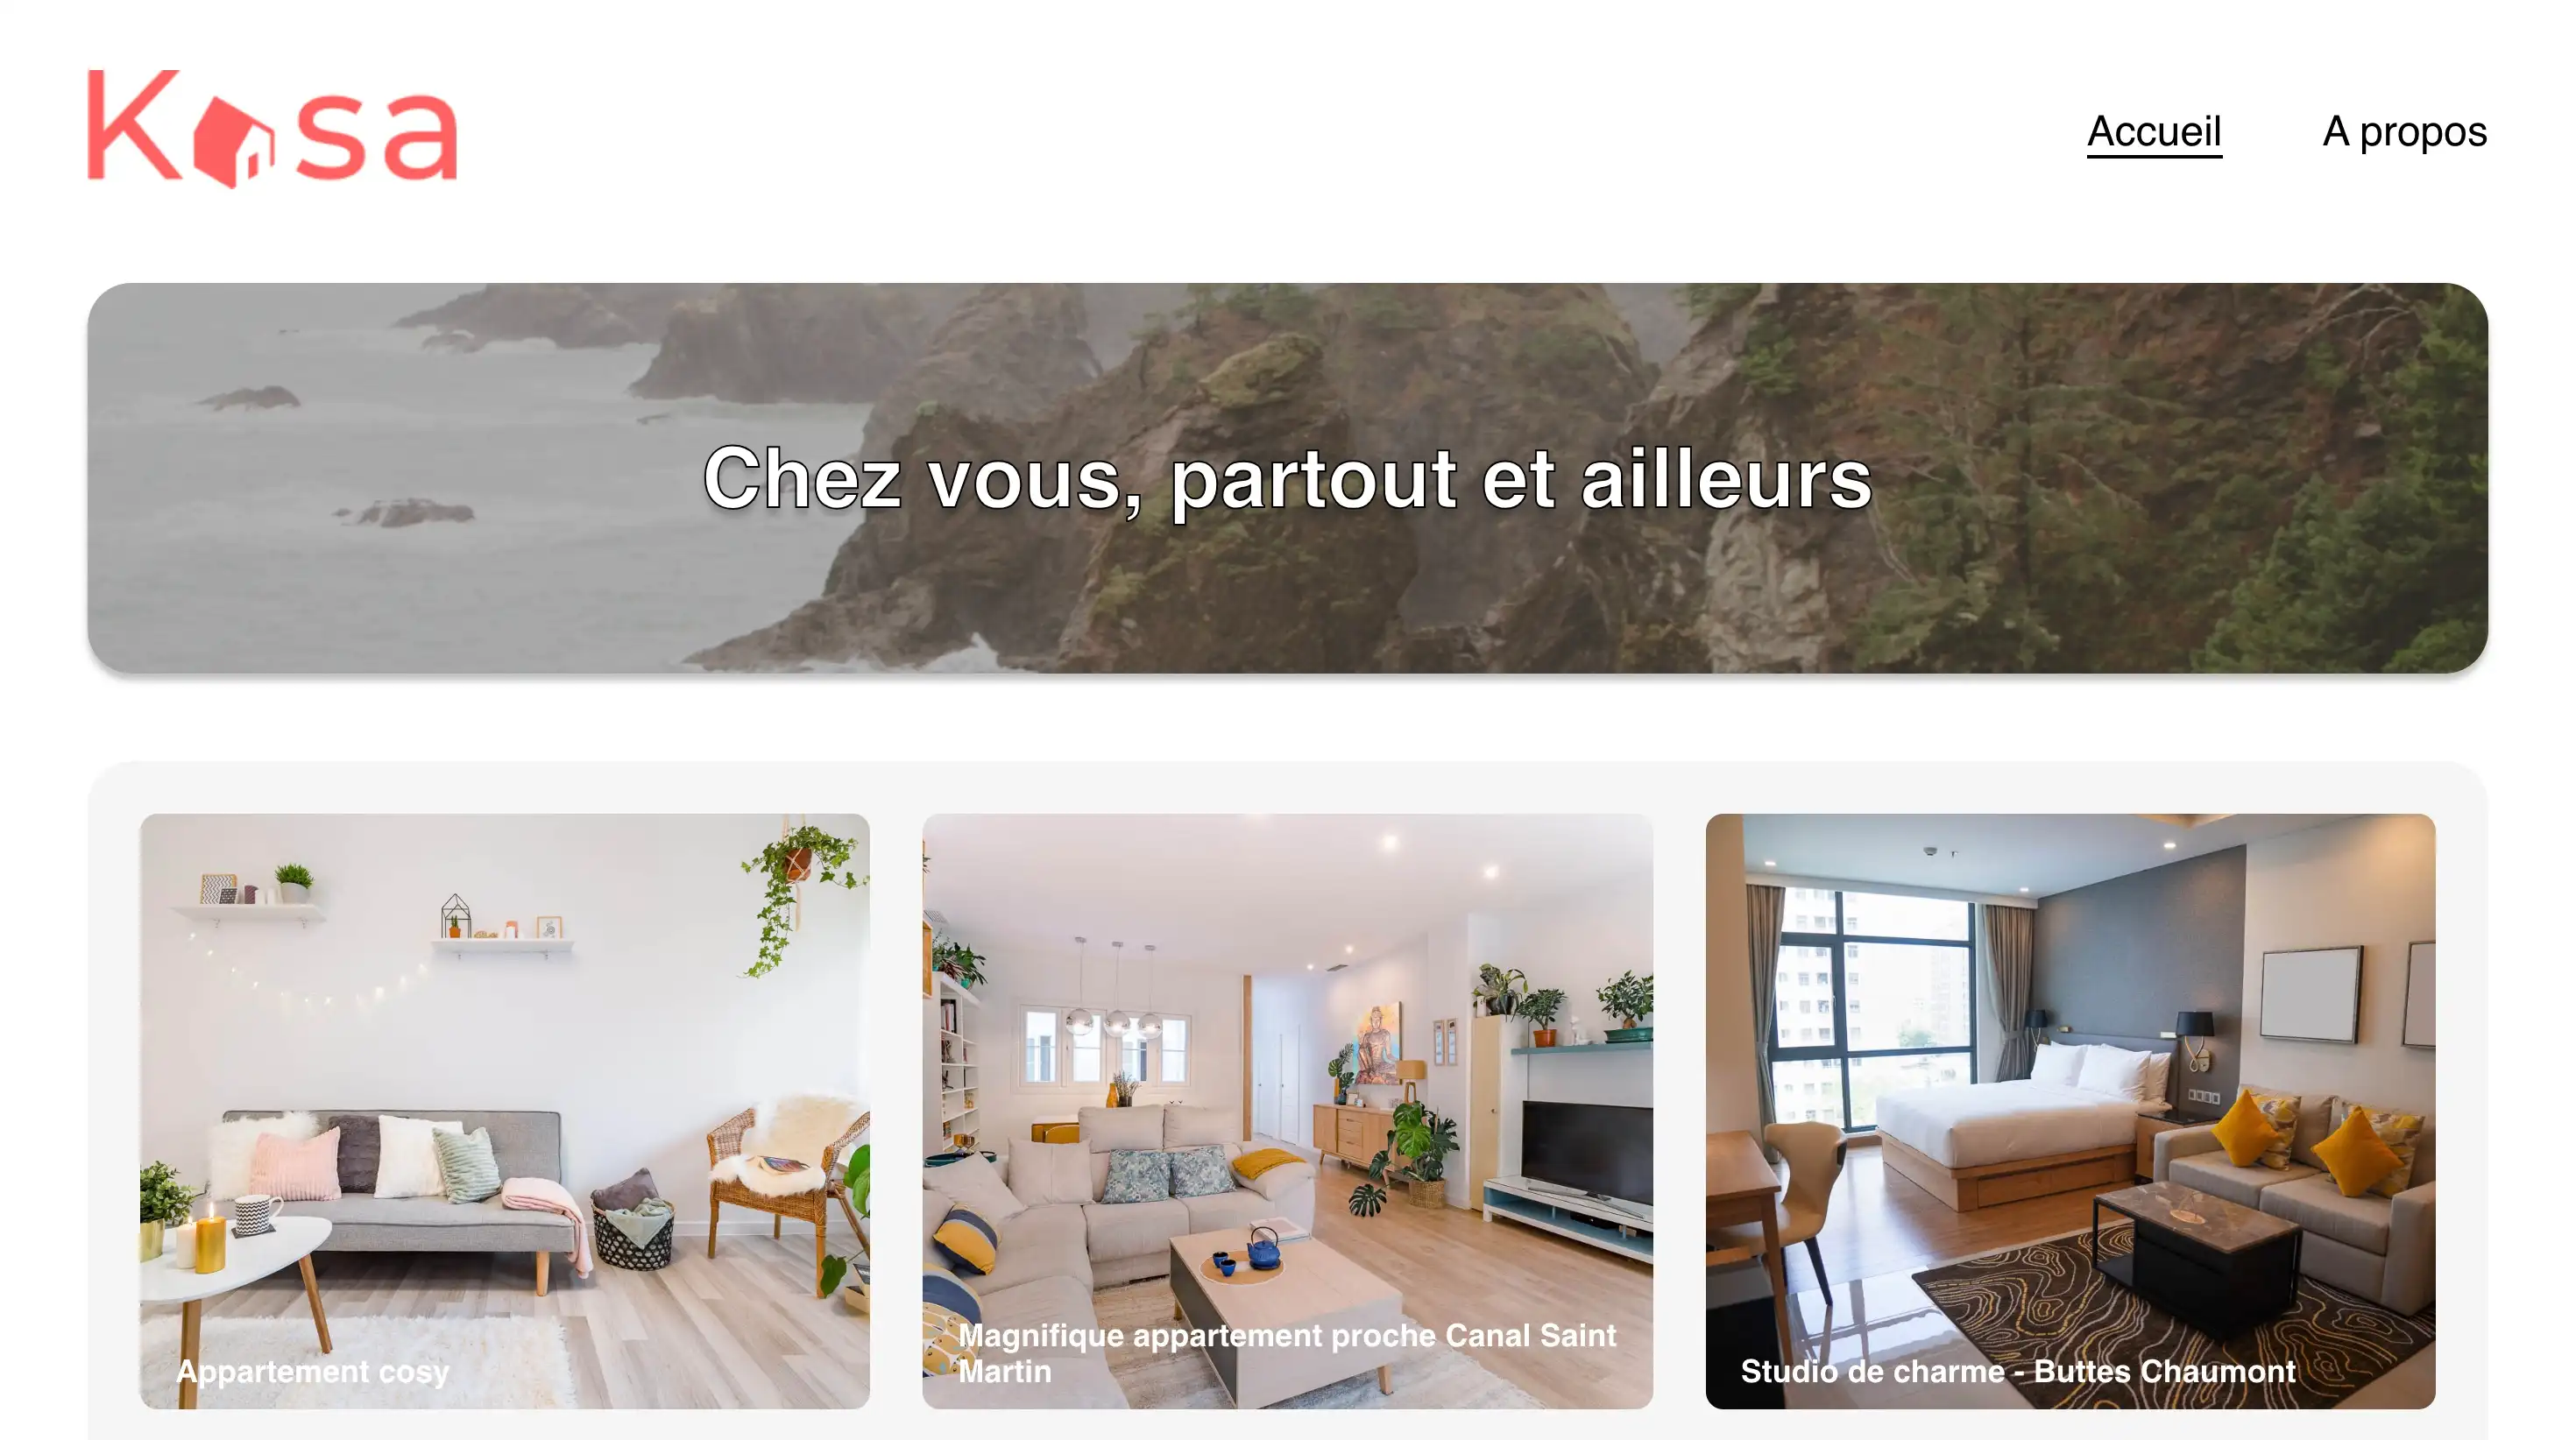 Kasa
Accueil
A propos
Chez vous, partout et ailleurs
Appartement cosy
Magnifique appartement proche Canal Saint
Martin
Studio de charme - Buttes Chaumont